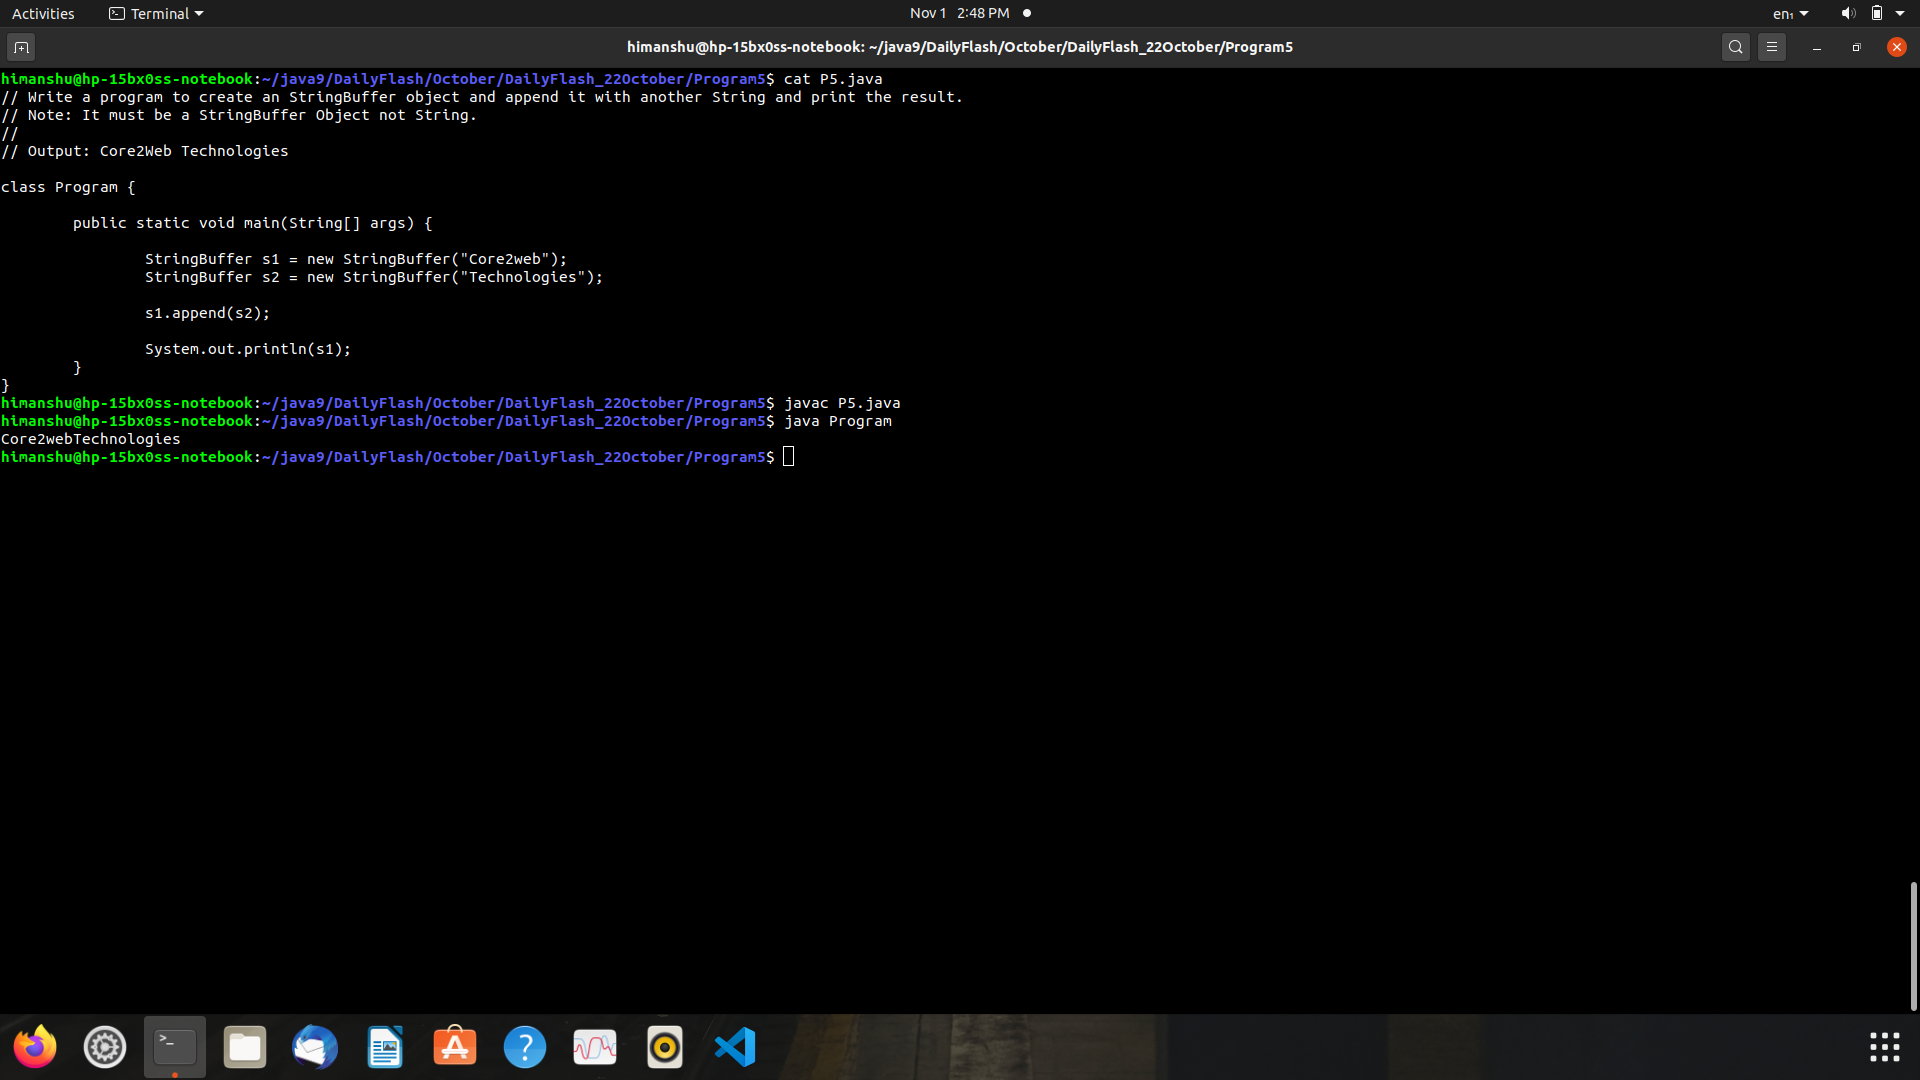 Activities
Terminal
Nov 1 2:48 PM
en₁
himanshu@hp-15bx0ss-notebook: ~/java9/DailyFlash/October/DailyFlash_22October/Program5
himanshu@hp-15bx0ss-notebook:~/java9/DailyFlash/October/DailyFlash_22October/Program5$ cat P5.java
// Write a program to create an StringBuffer object and append it with another String and print the result.
// Note: It must be a StringBuffer Object not String.
//
// Output: Core2Web Technologies
class Program {
public static void main(String[] args) {
StringBuffer s1 = new StringBuffer("Core2web");
StringBuffer s2 = new StringBuffer("Technologies");
s1.append(s2);
System.out.println(s1);
}
}
himanshu@hp-15bx0ss-notebook:~/java9/DailyFlash/October/DailyFlash_22October/Program5$ javac P5.java
himanshu@hp-15bx0ss-notebook:~/java9/DailyFlash/October/DailyFlash_22October/Program5$ java Program
Core2webTechnologies
himanshu@hp-15bx0ss-notebook:~/java9/DailyFlash/October/DailyFlash_22October/Program5$